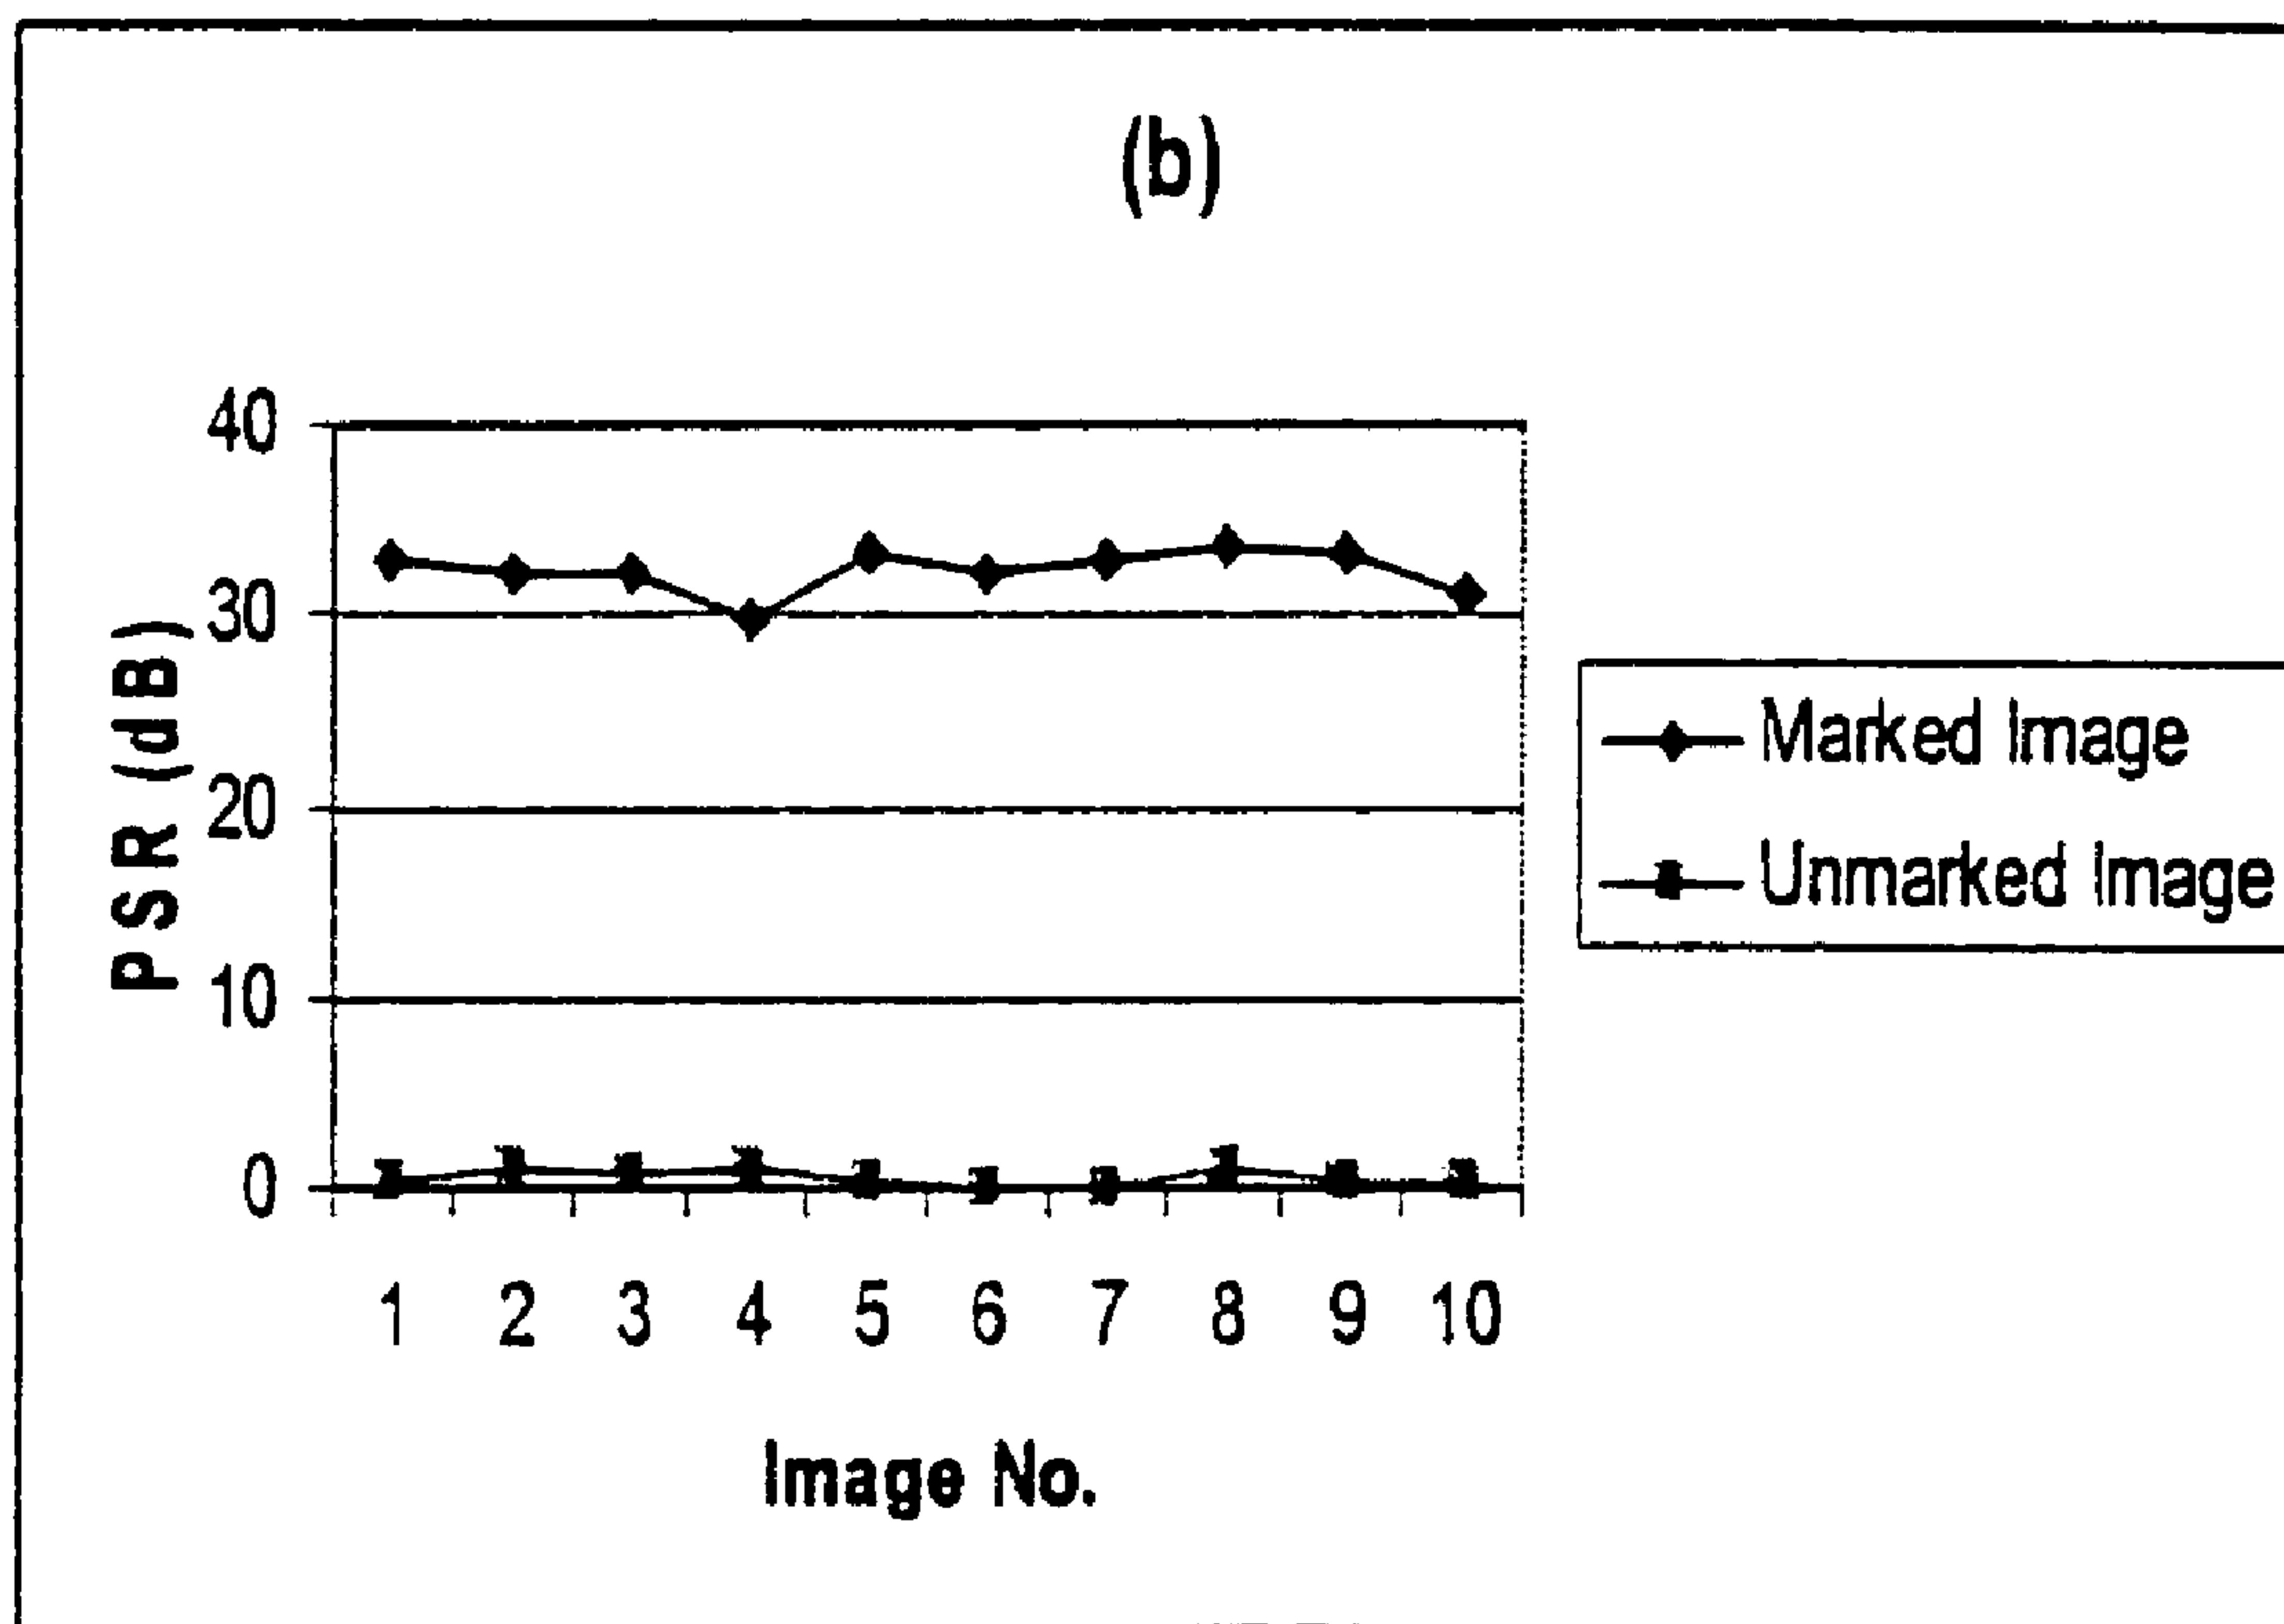 (b)
40
30
20
10
0
PSR (dB)
1 2 3 4 5 6 7 8 9 10
Image No.
Marked Image
Unmarked Image